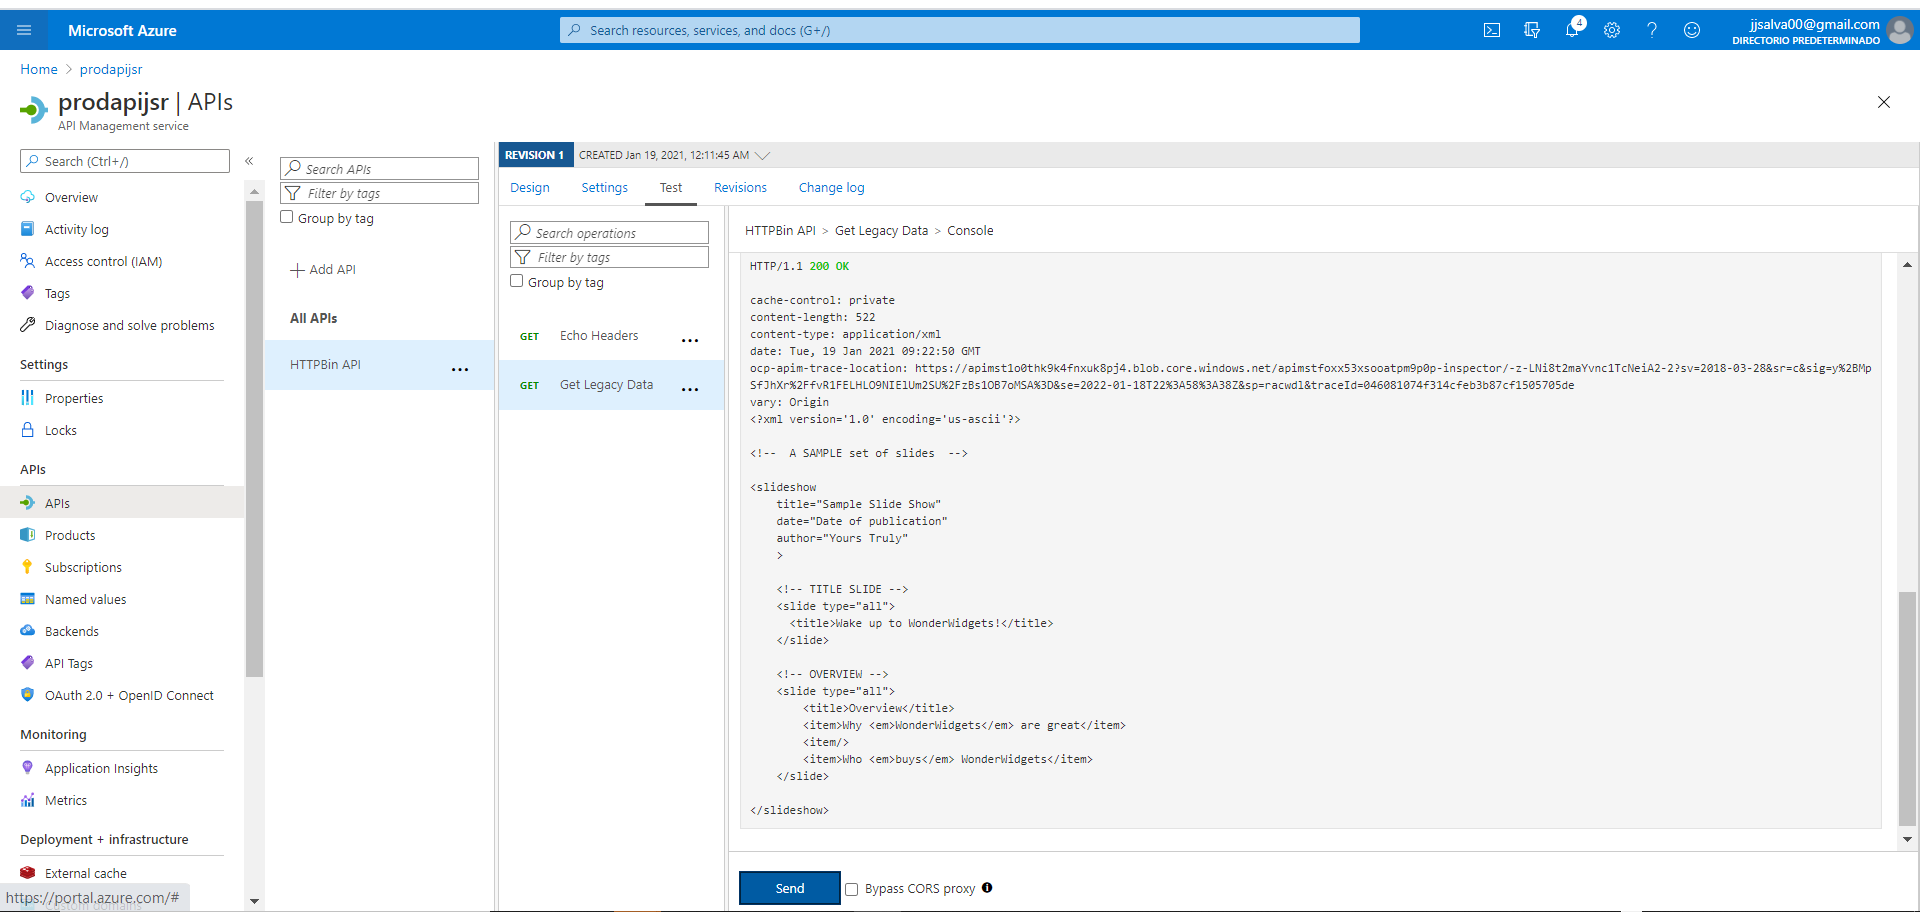 Microsoft Azure
Search resources, services, and docs (G+/)
4
jjsalva00@gmail.com
DIRECTORIO PREDETERMINADO
Home > prodapijsr
prodapijsr | APIs
API Management service
Search (Ctrl+/)
«
Overview
Activity log
Access control (IAM)
Tags
Diagnose and solve problems
Settings
Properties
Locks
APIs
APIs
Products
Subscriptions
Named values
Backends
API Tags
OAuth 2.0 + OpenID Connect
Monitoring
Application Insights
Metrics
Deployment + infrastructure
External cache
Custom domains
https://portal.azure.com/#
Search APIs
Filter by tags
Group by tag
+ Add API
All APIs
HTTPBin API ...
REVISION 1 CREATED Jan 19, 2021, 12:11:45 AM
Design Settings Test Revisions Change log
Search operations
Filter by tags
Group by tag
GET Echo Headers ...
GET Get Legacy Data ...
HTTPBin API > Get Legacy Data > Console
HTTP/1.1 200 OK
cache-control: private
content-length: 522
content-type: application/xml
date: Tue, 19 Jan 2021 09:22:50 GMT
ocp-apim-trace-location: https://apimst1o0thk9k4fnxuk8pj4.blob.core.windows.net/apimstfoxx53xsooatpm9p0p-inspector/-z-LNi8t2maYvnc1TcNeiA2-2?sv=2018-03-28&sr=c&sig=y%2BMp
SfJhXr%2FfvR1FELHLO9NIElUm2SU%2FzBs1OB7oMSA%3D&se=2022-01-18T22%3A58%3A38Z&sp=racwdl&traceId=046081074f314cfeb3b87cf1505705de
vary: Origin
<?xml version='1.0' encoding='us-ascii'?>
<!--  A SAMPLE set of slides  -->
<slideshow
title="Sample Slide Show"
date="Date of publication"
author="Yours Truly"
>
<!-- TITLE SLIDE -->
<slide type="all">
<title>Wake up to WonderWidgets!</title>
</slide>
<!-- OVERVIEW -->
<slide type="all">
<title>Overview</title>
<item>Why <em>WonderWidgets</em> are great</item>
<item/>
<item>Who <em>buys</em> WonderWidgets</item>
</slide>
</slideshow>
Send Bypass CORS proxy